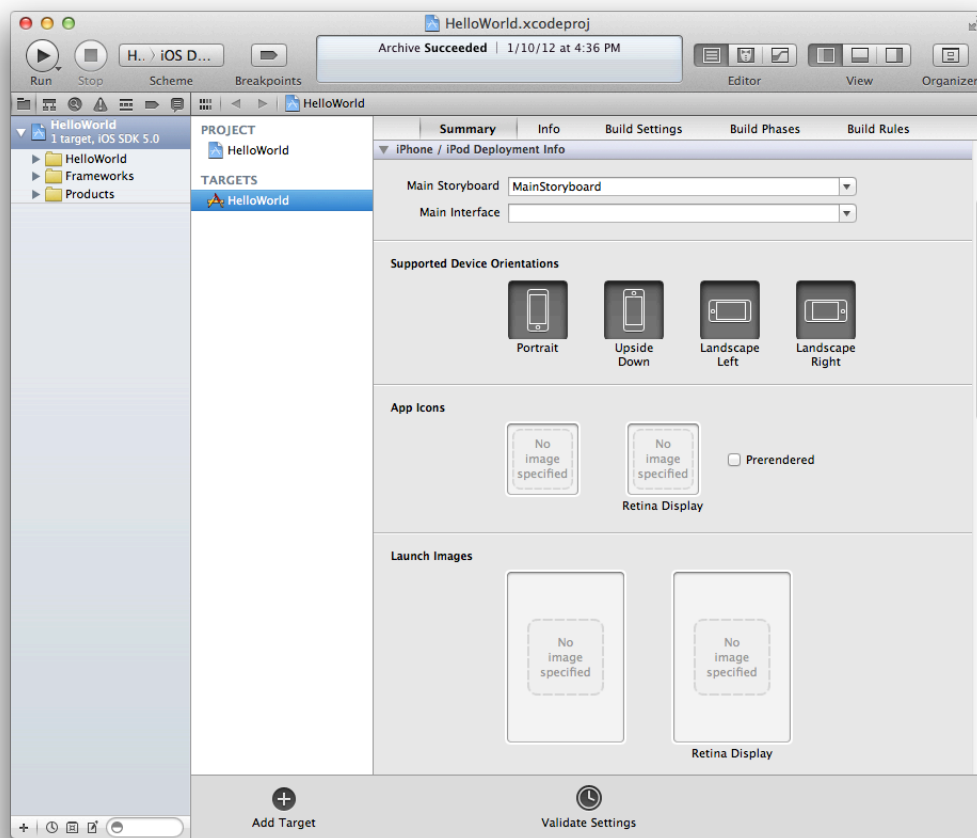 HelloWorld.xcodeproj
H.. 〉 iOS D...
Archive Succeeded | 1/10/12 at 4:36 PM
Run Stop Scheme Breakpoints Editor View Organizer
HelloWorld
HelloWorld
1 target, iOS SDK 5.0
HelloWorld
Frameworks
Products
PROJECT
HelloWorld
TARGETS
HelloWorld
Summary Info Build Settings Build Phases Build Rules
iPhone / iPod Deployment Info
Main Storyboard MainStoryboard
Main Interface
Supported Device Orientations
Portrait Upside Landscape Landscape
Down Left Right
App Icons
No No
image image
specified specified
Prerendered
Retina Display
Launch Images
No No
image image
specified specified
Retina Display
Add Target Validate Settings